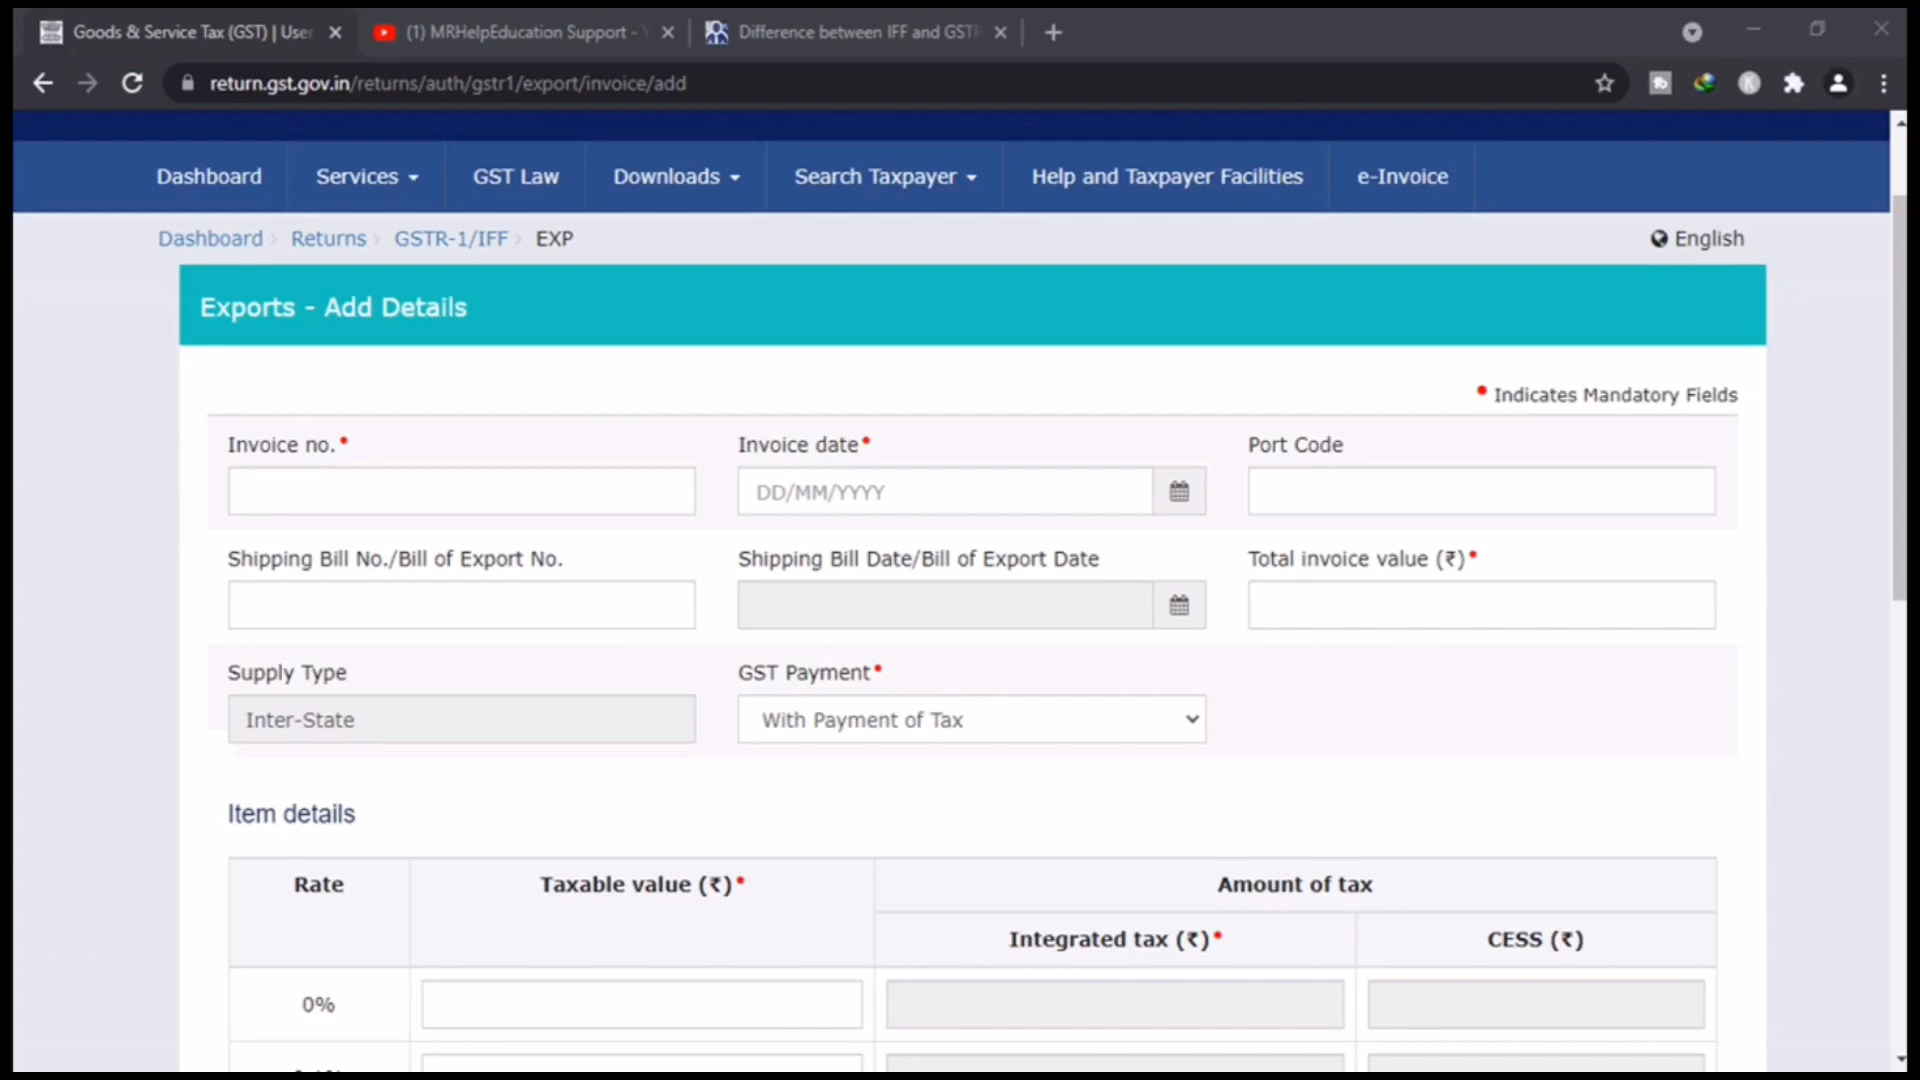 Goods & Service Tax (GST) | User
(1) MRHelpEducation Support -
Difference between IFF and GSTR
return.gst.gov.in/returns/auth/gstr1/export/invoice/add
Dashboard Services GST Law Downloads Search Taxpayer Help and Taxpayer Facilities e-Invoice
Dashboard Returns GSTR-1/IFF EXP
English
Exports - Add Details
• Indicates Mandatory Fields
Invoice no.• Invoice date• Port Code
DD/MM/YYYY
Shipping Bill No./Bill of Export No. Shipping Bill Date/Bill of Export Date Total invoice value (₹)•
Supply Type GST Payment•
Inter-State With Payment of Tax
Item details
Rate Taxable value (₹)• Amount of tax
Integrated tax (₹)• CESS (₹)
0%